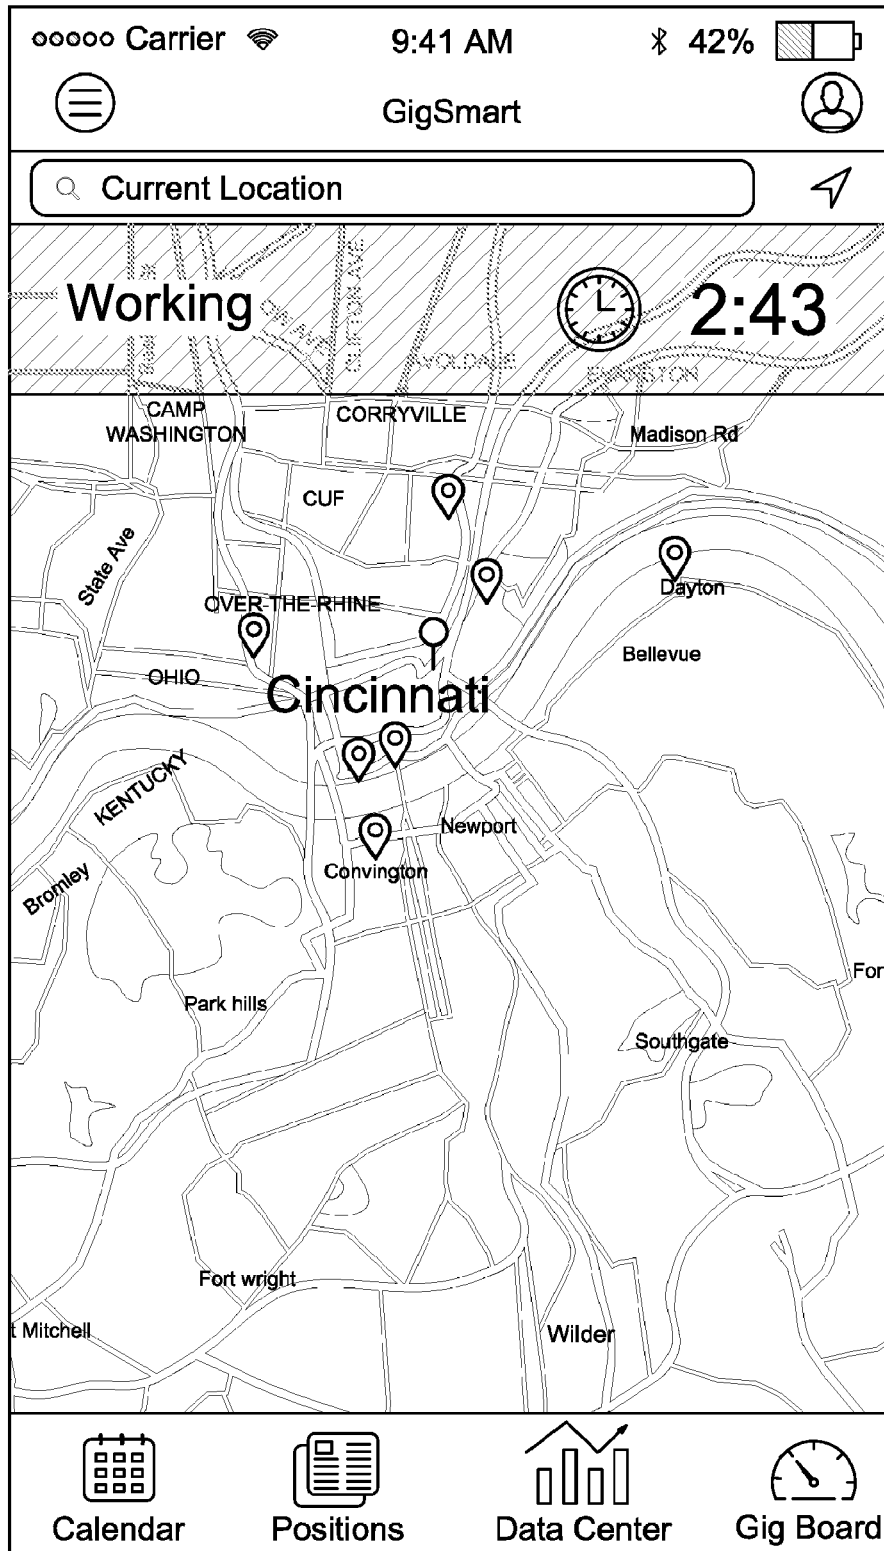 Carrier 9:41 AM 42%
GigSmart
Current Location
Working 2:43
CLIFTON AVE
CAMP
WASHINGTON
CORRYVILLE
Madison Rd
CUF
State Ave
Dayton
OVER-THE-RHINE
Bellevue
OHIO
Cincinnati
KENTUCKY
Newport
Bromley
Convington
For
Park hills
Southgate
Fort wright
t Mitchell
Wilder
Calendar Positions Data Center Gig Board